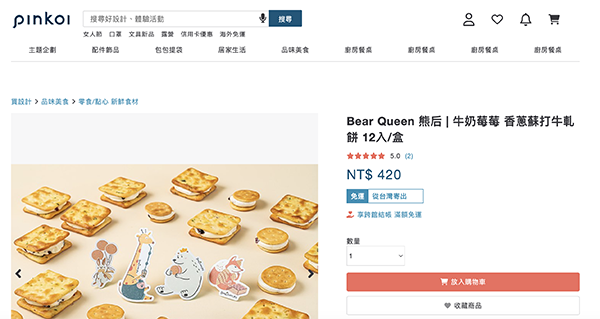 pinkoi
搜尋好設計、體驗活動
搜尋
女人節 口罩 文具新品 露營 信用卡優惠 海外免運
主題企劃 配件飾品 包包提袋 居家生活 品味美食 廚房餐桌 廚房餐桌 廚房餐桌 廚房餐桌
買設計 > 品味美食 > 零食/點心 新鮮食材
Bear Queen 熊后 | 牛奶莓莓 香蔥蘇打牛軋
餅 12入/盒
5.0 (2)
NT$ 420
免運 從台灣寄出
享跨館結帳 滿額免運
數量
1
放入購物車
收藏商品